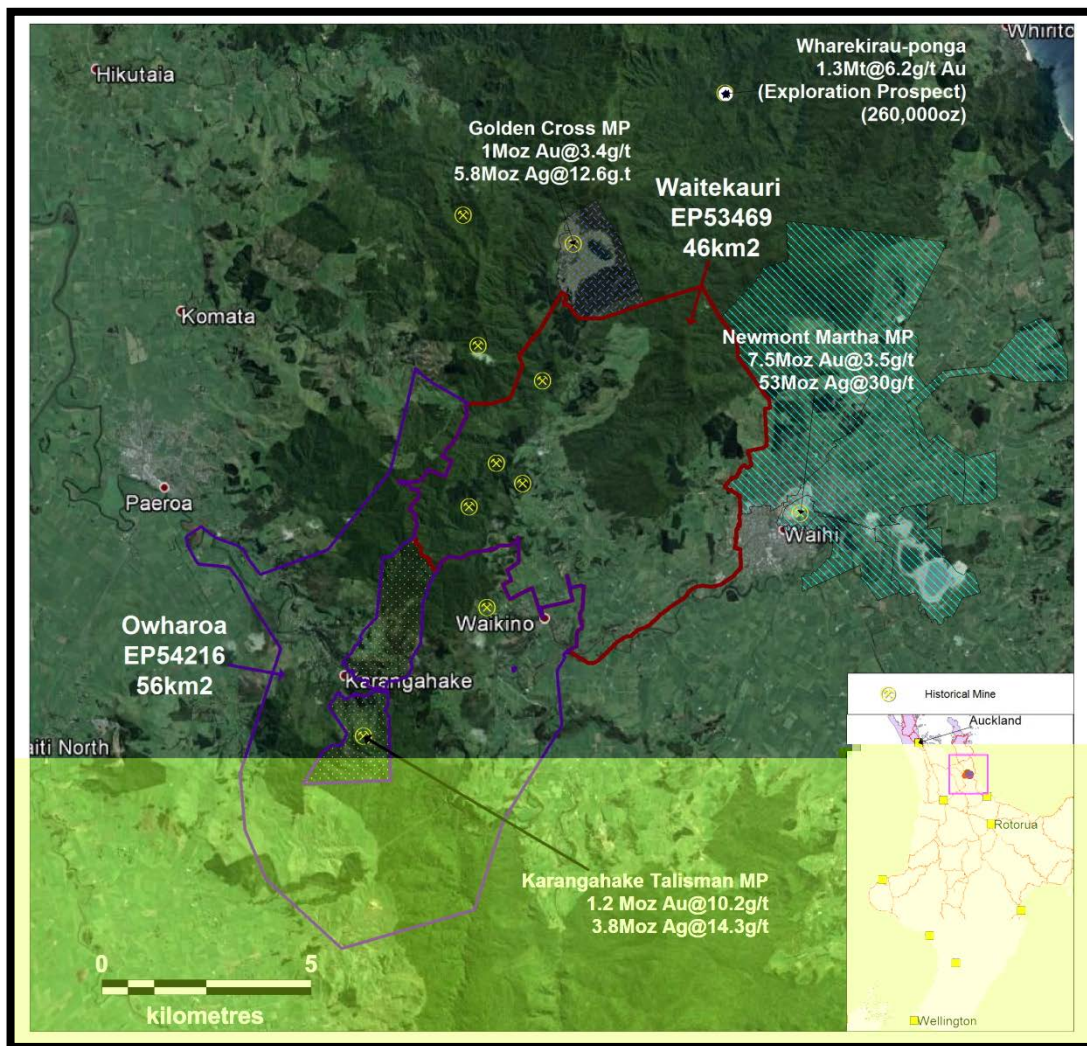 Whirito
Hikutaia
Wharekirau-ponga
1.3Mt@6.2g/t Au
(Exploration Prospect)
(260,000oz)
Golden Cross MP
1Moz Au@3.4g/t
5.8Moz Ag@12.6g.t
Waitekauri
EP53469
46km2
Komata
Newmont Martha MP
7.5Moz Au@3.5g/t
53Moz Ag@30g/t
Paeroa
Waihi
Owharoa
EP54216
56km2
Waikino
Karangahake
aiti North
Karangahake Talisman MP
1.2 Moz Au@10.2g/t
3.8Moz Ag@14.3g/t
0 5
kilometres
Historical Mine
Auckland
Rotorua
Wellington